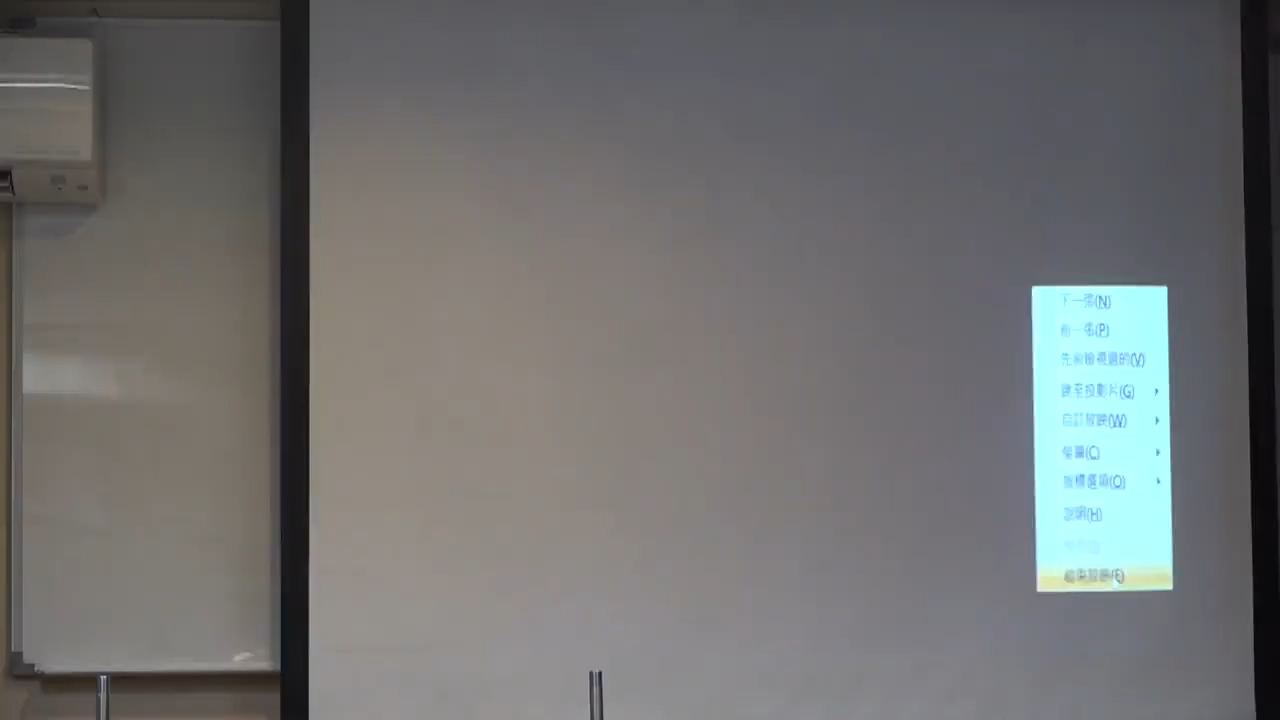 下一張(N)
前一張(P)
先前檢視過的(V)
跳至投影片(G)
自訂放映(W)
螢幕(C)
指標選項(O)
說明(H)
結束放映(E)